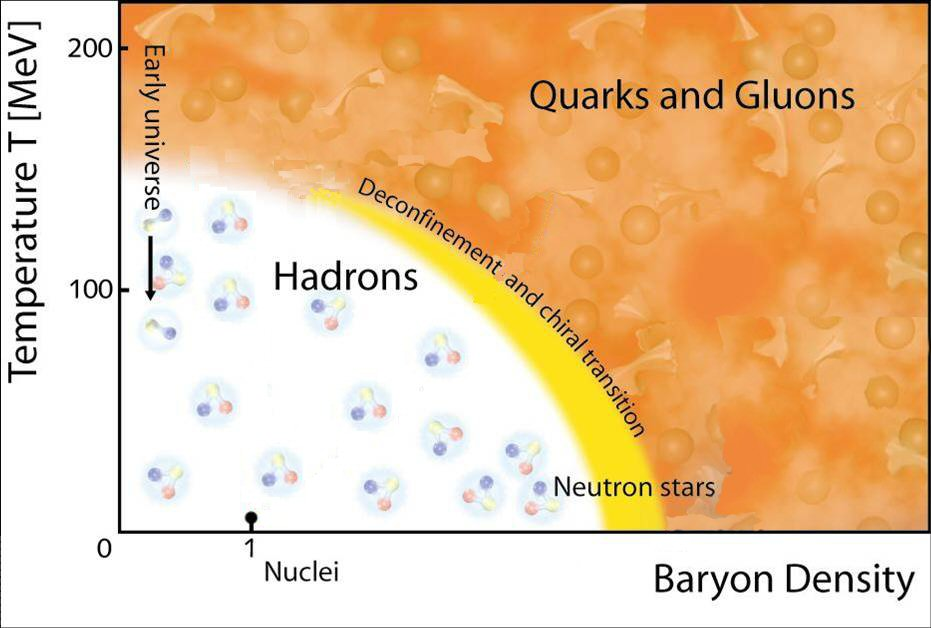 Temperature T [MeV]
200
Early universe
Quarks and Gluons
Deconfinement and chiral transition
Hadrons
100
Neutron stars
0
1
Nuclei
Baryon Density